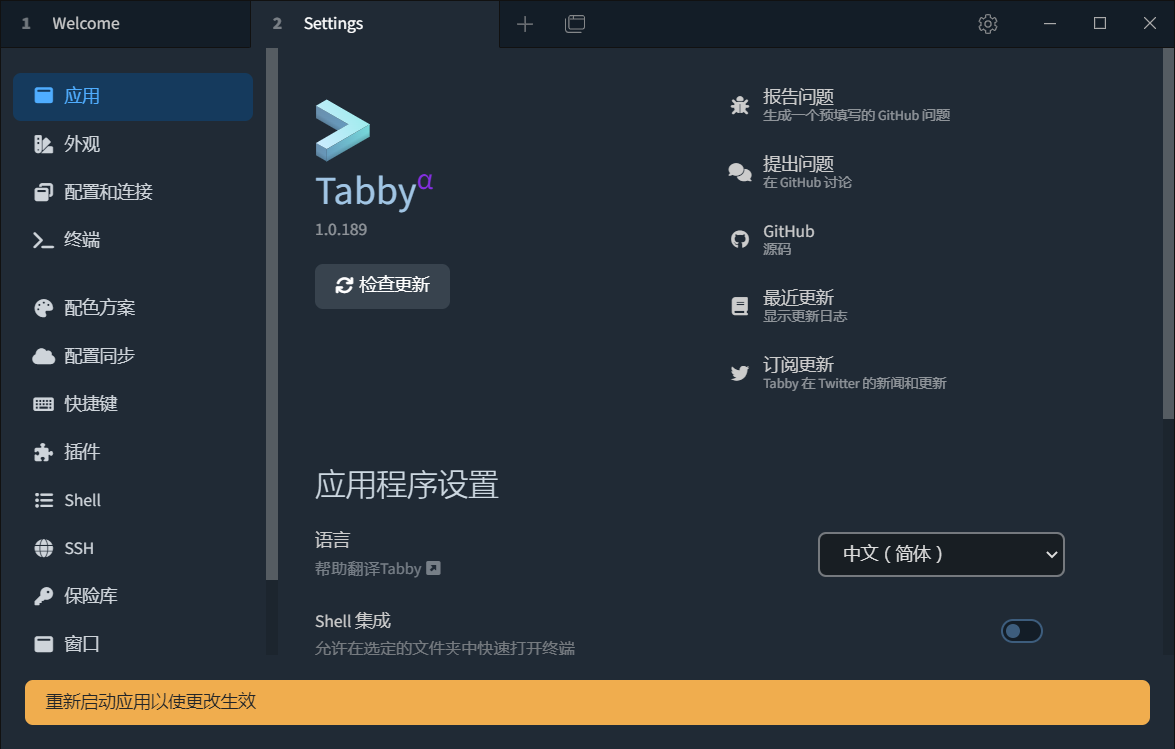 1 Welcome
2 Settings
应用
外观
配置和连接
终端
配色方案
配置同步
快捷键
插件
Shell
SSH
保险库
窗口
Tabbyα
1.0.189
检查更新
报告问题
生成一个预填写的 GitHub 问题
提出问题
在 GitHub 讨论
GitHub
源码
最近更新
显示更新日志
订阅更新
Tabby 在 Twitter 的新闻和更新
应用程序设置
语言
帮助翻译Tabby
中文（简体）
Shell 集成
允许在选定的文件夹中快速打开终端
重新启动应用以使更改生效